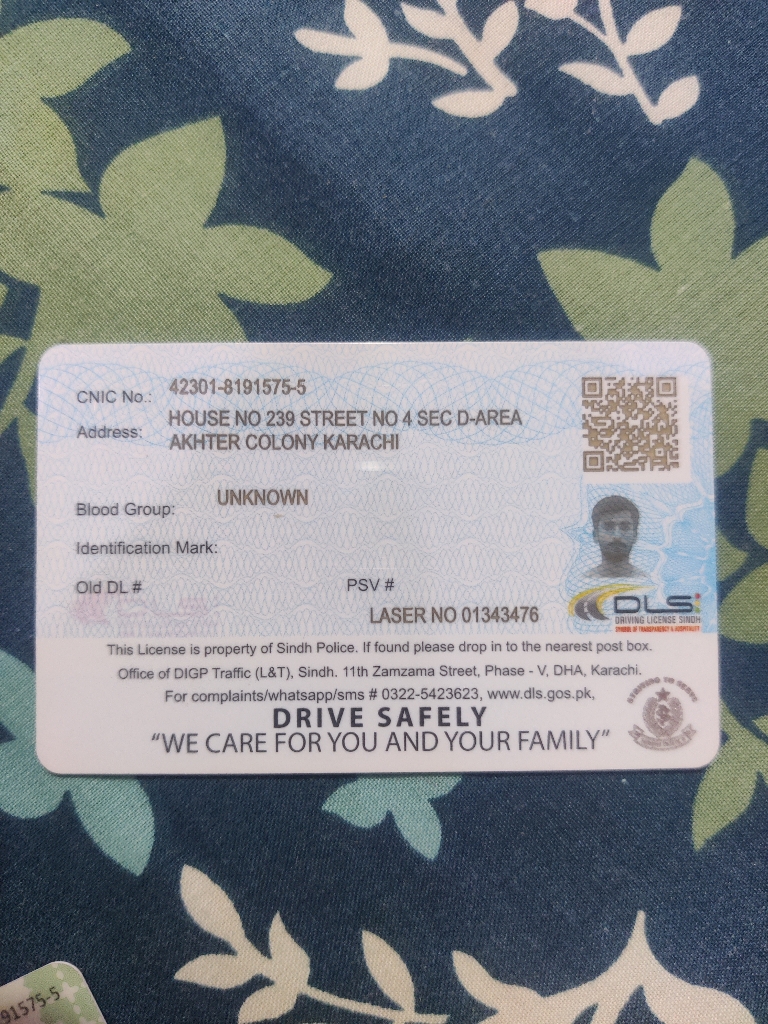 CNIC No.: 42301-8191575-5
Address: HOUSE NO 239 STREET NO 4 SEC D-AREA
AKHTER COLONY KARACHI
Blood Group: UNKNOWN
Identification Mark:
Old DL # PSV #
LASER NO 01343476
DLS
DRIVING LICENSE SINDH
SYMBOL OF TRANSPARENCY & HOSPITALITY
This License is property of Sindh Police. If found please drop in to the nearest post box.
Office of DIGP Traffic (L&T), Sindh. 11th Zamzama Street, Phase - V, DHA, Karachi.
For complaints/whatsapp/sms # 0322-5423623, www.dls.gos.pk,
DRIVE SAFELY
“WE CARE FOR YOU AND YOUR FAMILY”
91575-5